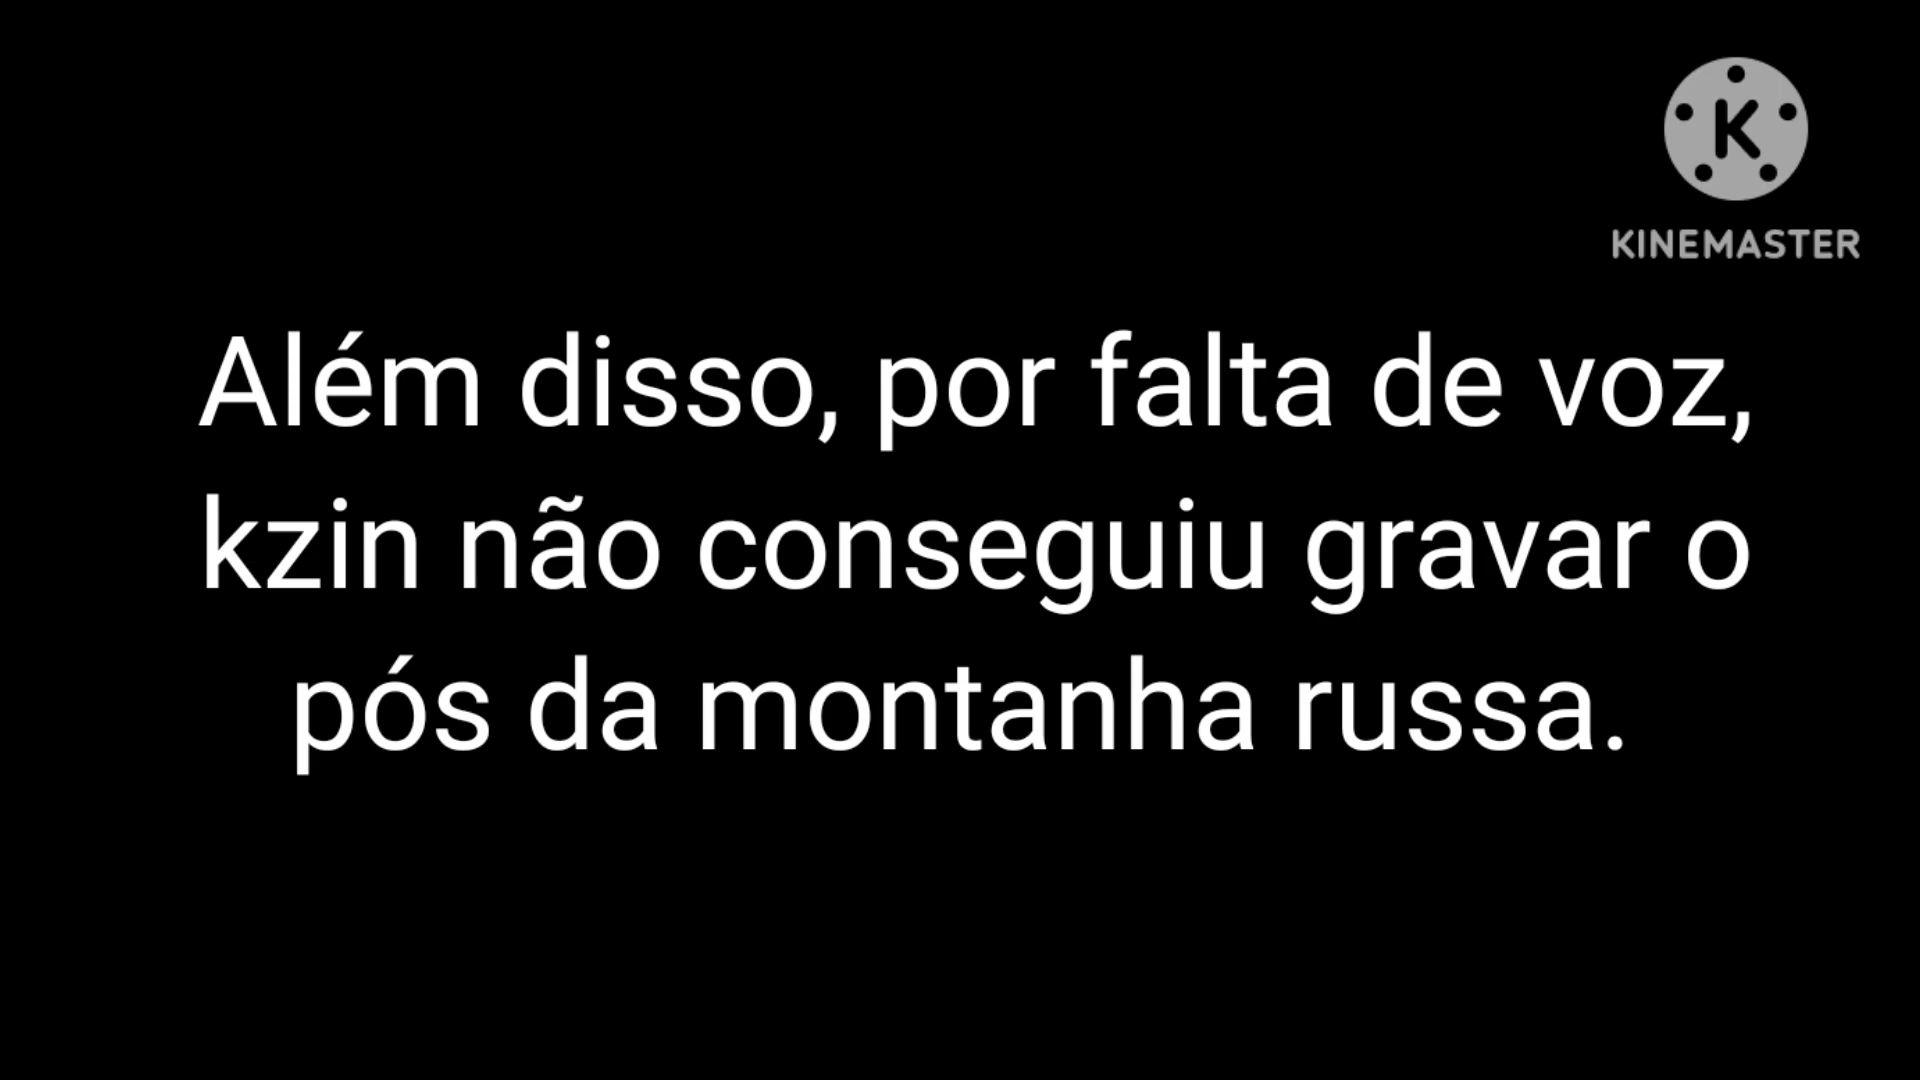 K
KINEMASTER
Além disso, por falta de voz,
kzin não conseguiu gravar o
pós da montanha russa.